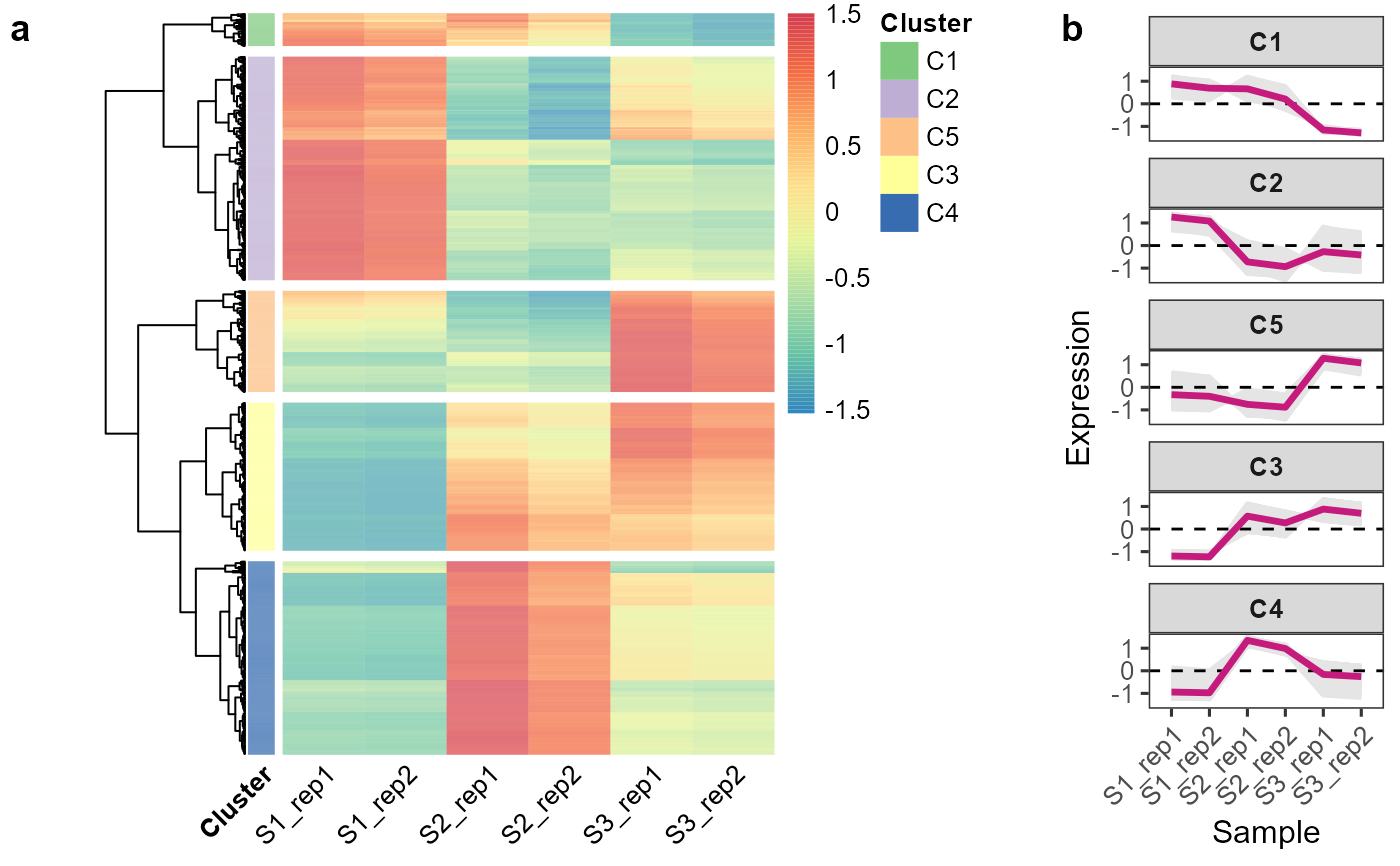 a
1.5
1
0.5
0
-0.5
-1
-1.5
Cluster
C1
C2
C5
C3
C4
Cluster
S1_rep1
S1_rep2
S2_rep1
S2_rep2
S3_rep1
S3_rep2
b
Expression
C1
1
0
-1
C2
1
0
-1
C5
1
0
-1
C3
1
0
-1
C4
1
0
-1
S1_rep1
S1_rep2
S2_rep1
S2_rep2
S3_rep1
S3_rep2
Sample